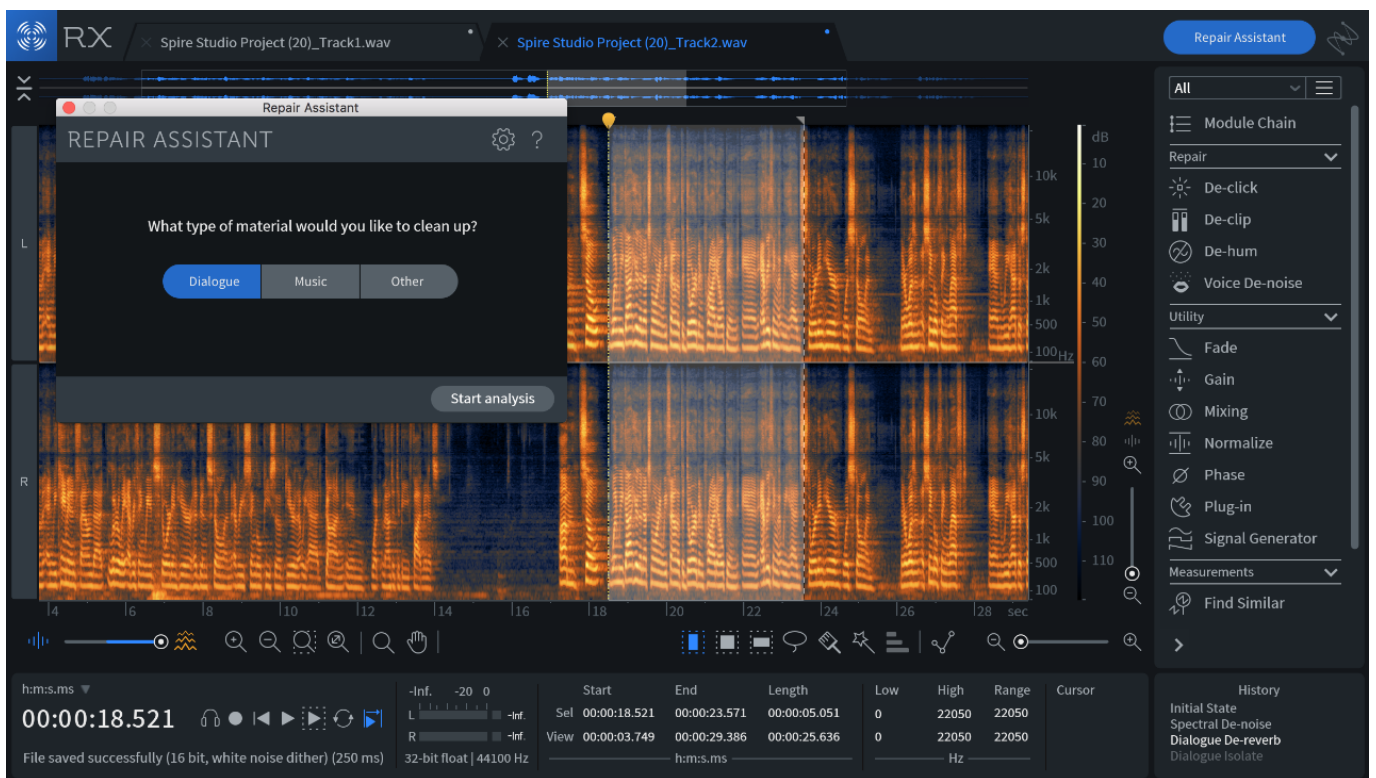 RX
Spire Studio Project (20)_Track1.wav
Spire Studio Project (20)_Track2.wav
Repair Assistant
Repair Assistant
REPAIR ASSISTANT
?
What type of material would you like to clean up?
Dialogue Music Other
Start analysis
L
R
10k
5k
2k
1k
500
100 Hz
10k
5k
2k
1k
500
100
dB
10
20
30
40
50
60
70
80
90
100
110
4 6 8 10 12 14 16 18 20 22 24 26 28 sec
All
Module Chain
Repair
De-click
De-clip
De-hum
Voice De-noise
Utility
Fade
Gain
Mixing
Normalize
Phase
Plug-in
Signal Generator
Measurements
Find Similar
h:m:s.ms
00:00:18.521
File saved successfully (16 bit, white noise dither) (250 ms)
-Inf. -20 0
L -Inf.
R -Inf.
32-bit float | 44100 Hz
Start End Length Low High Range Cursor
Sel 00:00:18.521 00:00:23.571 00:00:05.051 0 22050 22050
View 00:00:03.749 00:00:29.386 00:00:25.636 0 22050 22050
h:m:s.ms Hz
History
Initial State
Spectral De-noise
Dialogue De-reverb
Dialogue Isolate